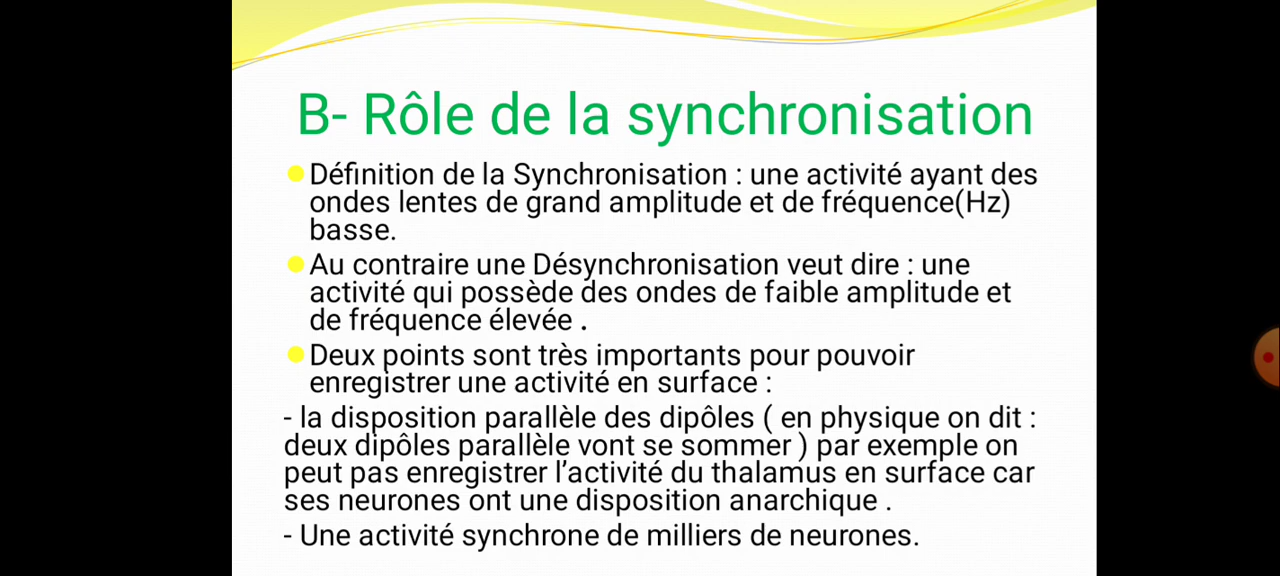 B- Rôle de la synchronisation
Définition de la Synchronisation : une activité ayant des
ondes lentes de grand amplitude et de fréquence(Hz)
basse.
Au contraire une Désynchronisation veut dire : une
activité qui possède des ondes de faible amplitude et
de fréquence élevée .
Deux points sont très importants pour pouvoir
enregistrer une activité en surface :
- la disposition parallèle des dipôles ( en physique on dit :
deux dipôles parallèle vont se sommer ) par exemple on
peut pas enregistrer l’activité du thalamus en surface car
ses neurones ont une disposition anarchique .
- Une activité synchrone de milliers de neurones.